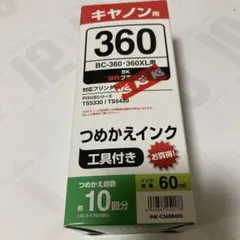 キヤノン用
360
BC-360・360XL用
BK
対応プリンタ
PIXUSシリーズ
TS5330 / TS5430
つめかえインク
工具付き
お買得!
つめかえ回数
約10回分
インク容量 60ml
INK-C360B60S